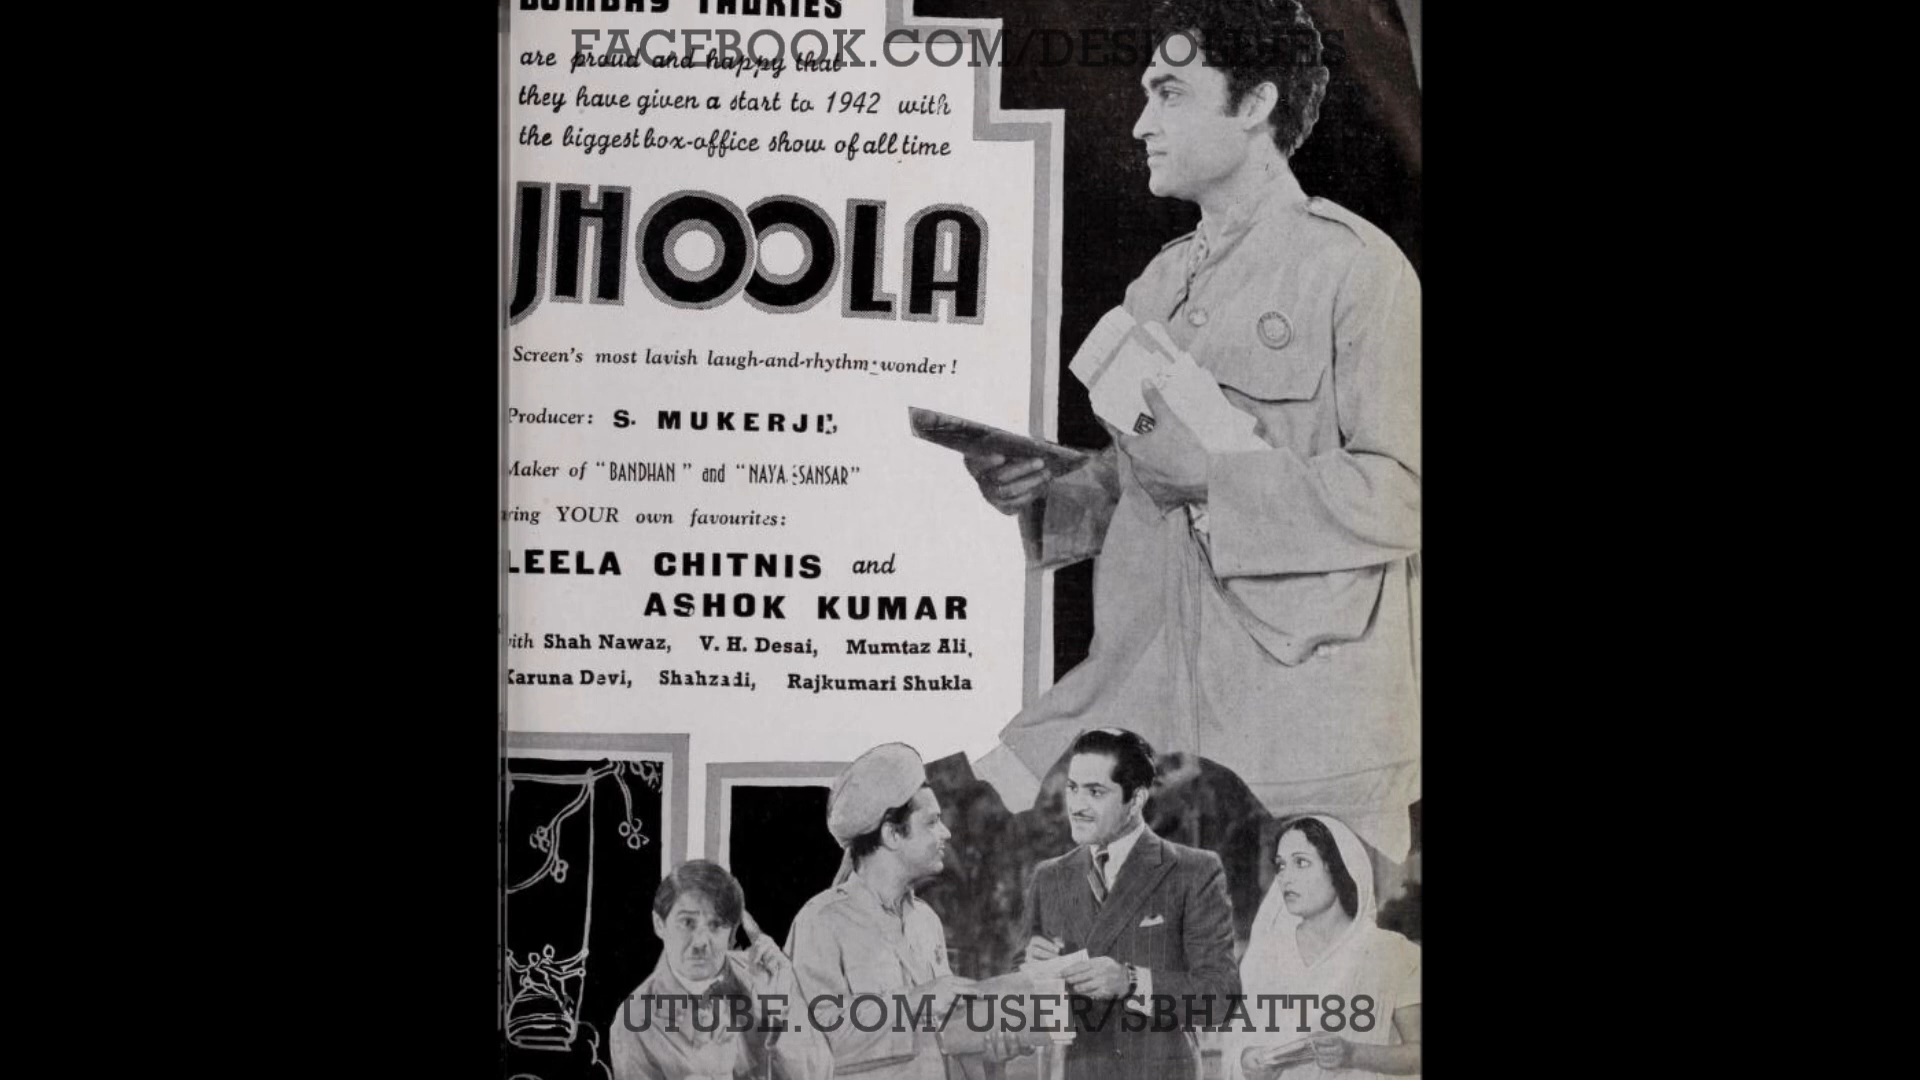 BOMBAY TALKIES
FACEBOOK.COM/DESIOLDIES
are proud and happy that
they have given a start to 1942 with
the biggest box-office show of all time
JHOOLA
Screen's most lavish laugh-and-rhythm-wonder!
Producer: S. MUKERJI,
Maker of "BANDHAN" and "NAYA SANSAR"
YOUR own favourites:
LEELA CHITNIS and
ASHOK KUMAR
with Shah Nawaz, V. H. Desai, Mumtaz Ali,
Karuna Devi, Shahzadi, Rajkumari Shukla
UTUBE.COM/USER/SBHATT88